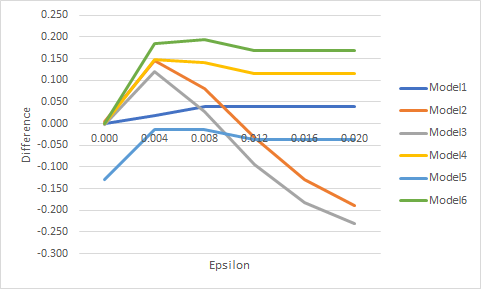 0.250
0.200
0.150
0.100
0.050
0.000
-0.050
-0.100
-0.150
-0.200
-0.250
-0.300
Difference
0.000 0.004 0.008 0.012 0.016 0.020
Epsilon
Model1
Model2
Model3
Model4
Model5
Model6